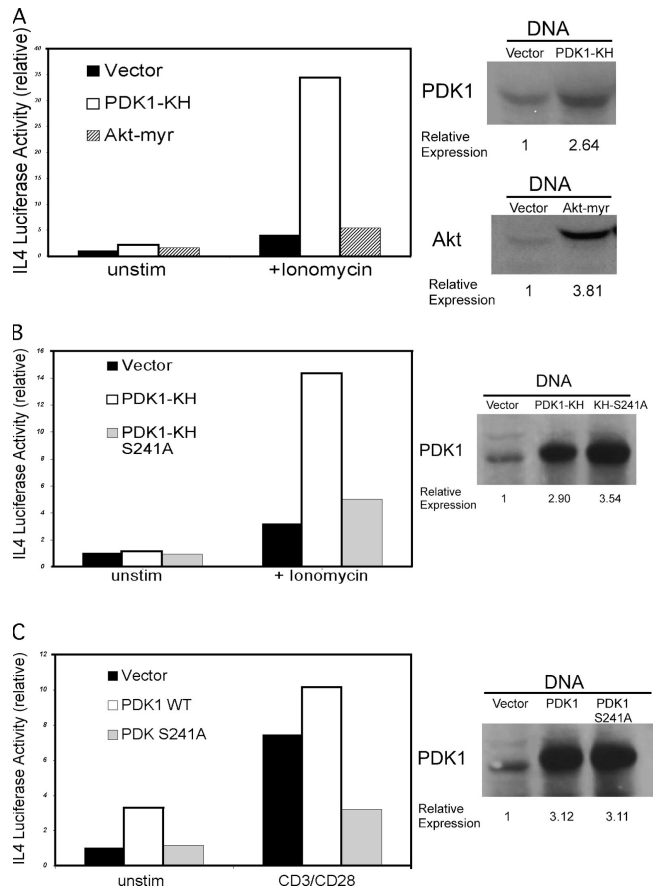 A
IL4 Luciferase Activity (relative)
40
35
30
25
20
15
10
5
0
Vector
PDK1-KH
Akt-myr
unstim
+Ionomycin
DNA
Vector PDK1-KH
PDK1
Relative
Expression
1 2.64
DNA
Vector Akt-myr
Akt
Relative
Expression
1 3.81
B
IL4 Luciferase Activity (relative)
16
14
12
10
8
6
4
2
0
Vector
PDK1-KH
PDK1-KH
S241A
unstim
+ Ionomycin
DNA
Vector PDK1-KH KH-S241A
PDK1
Relative
Expression
1 2.90 3.54
C
IL4 Luciferase Activity (relative)
12
10
8
6
4
2
0
Vector
PDK1 WT
PDK S241A
unstim
CD3/CD28
DNA
Vector PDK1 PDK1
S241A
PDK1
Relative
Expression
1 3.12 3.11